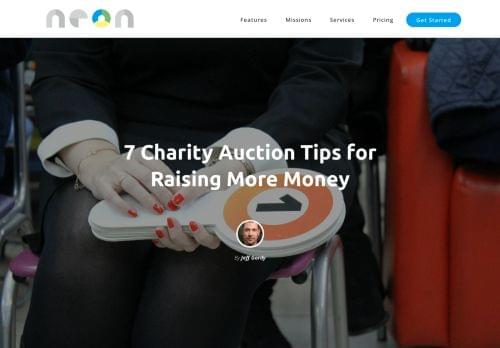 neon
Features Missions Services Pricing Get Started
7 Charity Auction Tips for
Raising More Money
1
By Jeff Gordy